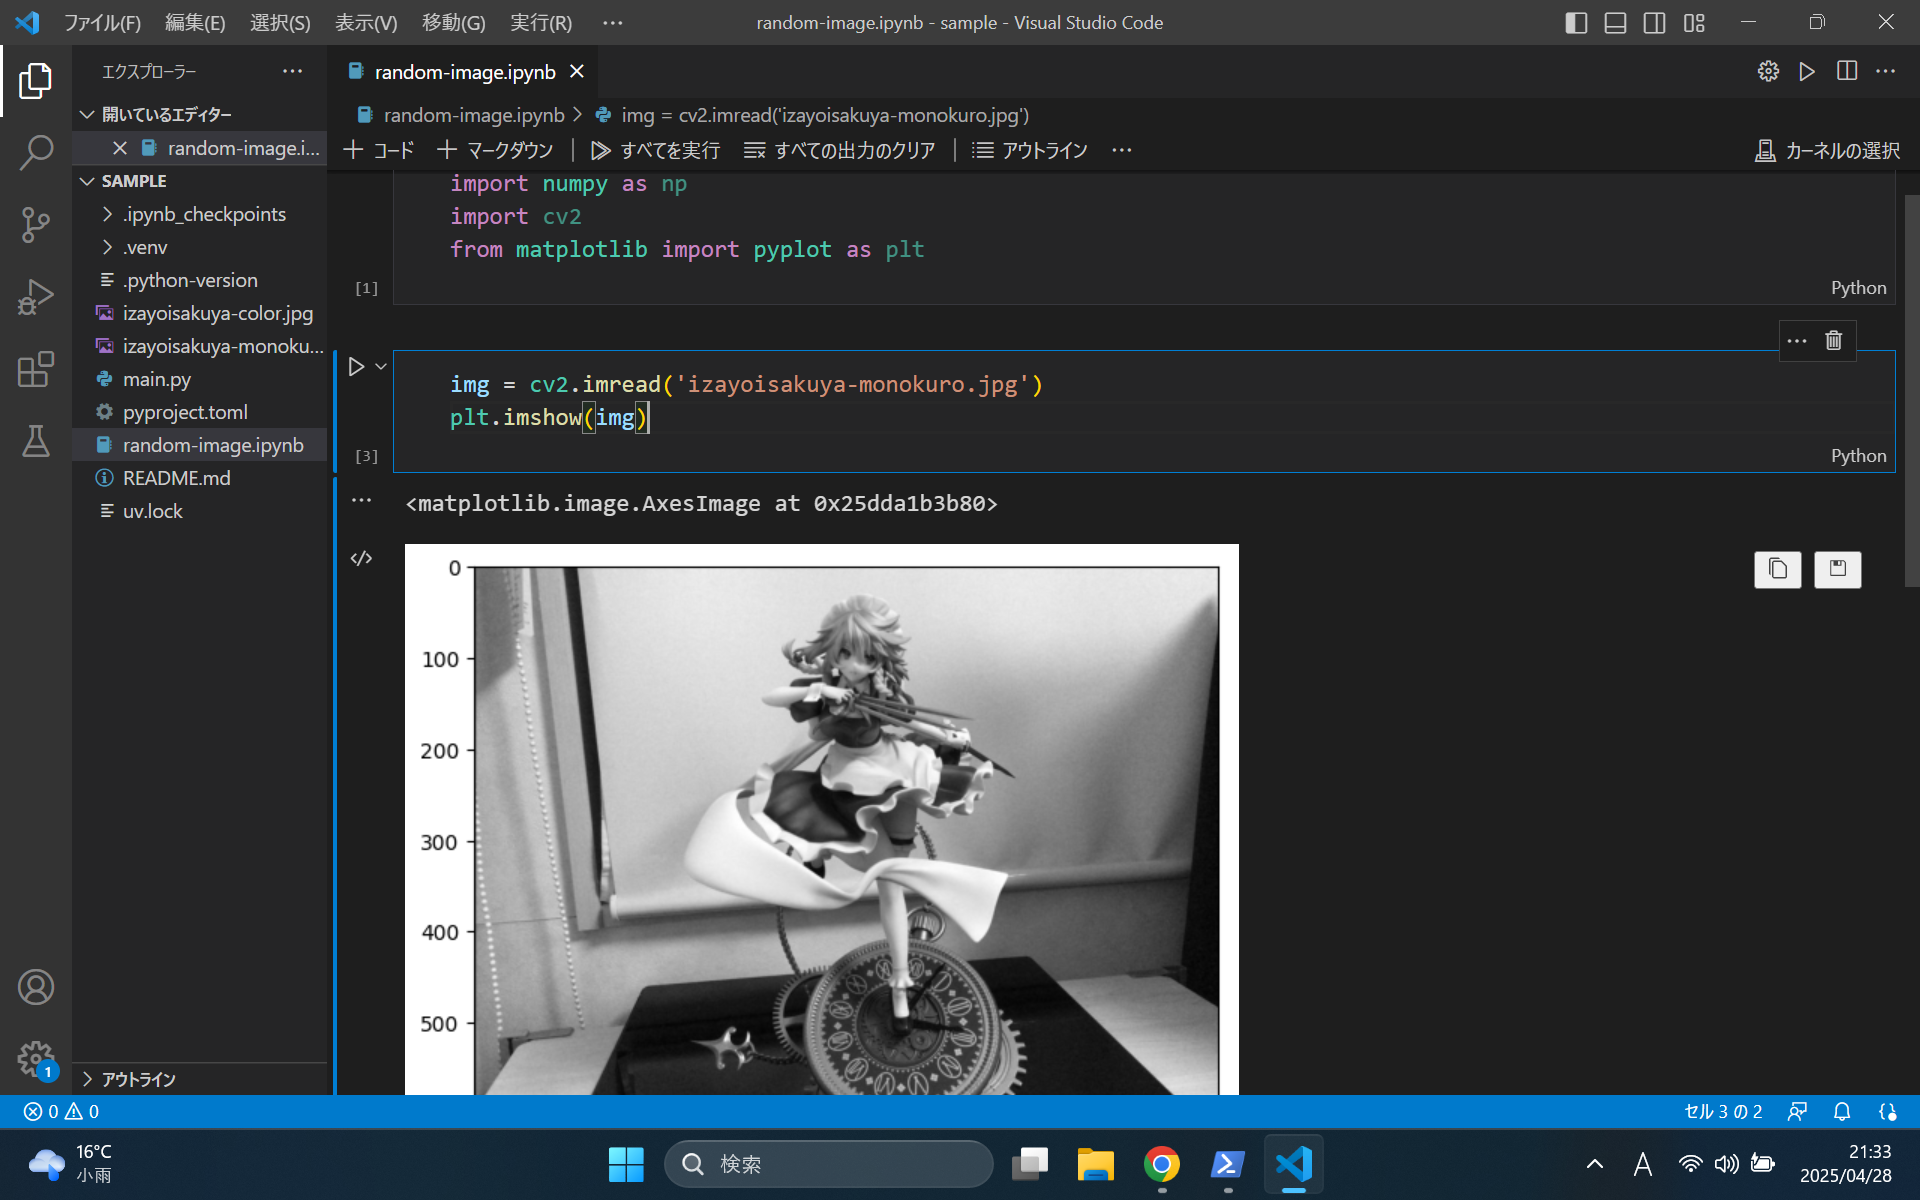 ファイル(F) 編集(E) 選択(S) 表示(V) 移動(G) 実行(R) ···
random-image.ipynb - sample - Visual Studio Code
エクスプローラー ···
開いているエディター
random-image.i...
SAMPLE
.ipynb_checkpoints
.venv
.python-version
izayoisakuya-color.jpg
izayoisakuya-monoku...
main.py
pyproject.toml
random-image.ipynb
README.md
uv.lock
アウトライン
1
random-image.ipynb
random-image.ipynb > img = cv2.imread('izayoisakuya-monokuro.jpg')
コード マークダウン すべてを実行 すべての出力のクリア アウトライン ··· カーネルの選択
import numpy as np
import cv2
from matplotlib import pyplot as plt
[1] Python
img = cv2.imread('izayoisakuya-monokuro.jpg')
plt.imshow(img)
[3] Python
<matplotlib.image.AxesImage at 0x25dda1b3b80>
0
100
200
300
400
500
0 0
セル 3 の 2
16°C
小雨
検索
A
21:33
2025/04/28